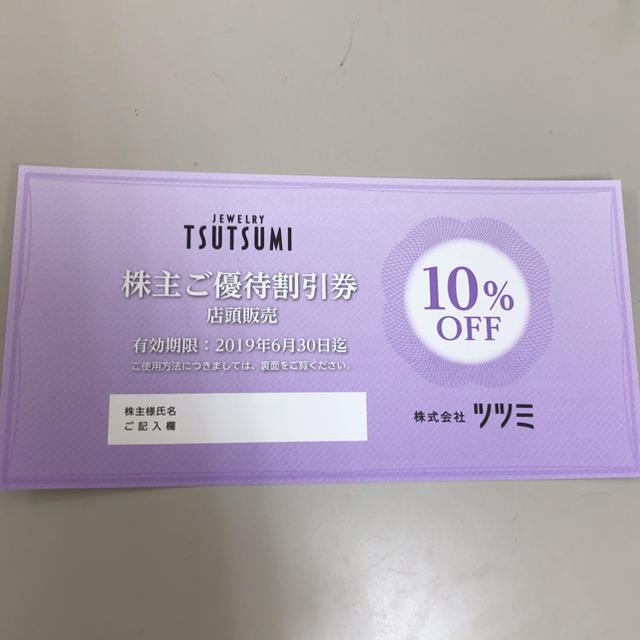 JEWELRY
TSUTSUMI
株主ご優待割引券
店頭販売
有効期限：2019年6月30日迄
ご使用方法につきましては、裏面をご覧ください。
株主様氏名
ご記入欄
10%
OFF
株式会社 ツツミ